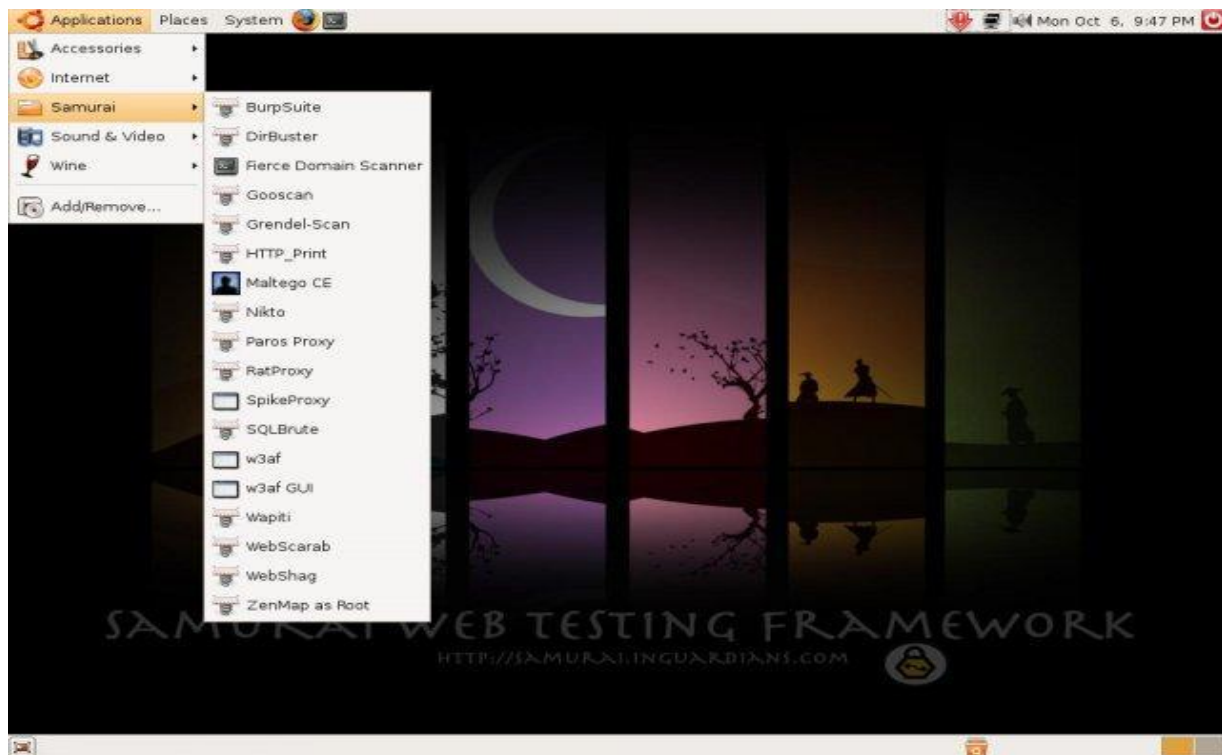 Applications Places System
Mon Oct 6, 9:47 PM
Accessories
Internet
Samurai
Sound & Video
Wine
Add/Remove...
BurpSuite
DirBuster
Fierce Domain Scanner
Gooscan
Grendel-Scan
HTTP_Print
Maltego CE
Nikto
Paros Proxy
RatProxy
SpikeProxy
SQLBrute
w3af
w3af GUI
Wapiti
WebScarab
WebShag
ZenMap as Root
SAMURAI WEB TESTING FRAMEWORK
HTTP://SAMURAI.INGUARDIANS.COM